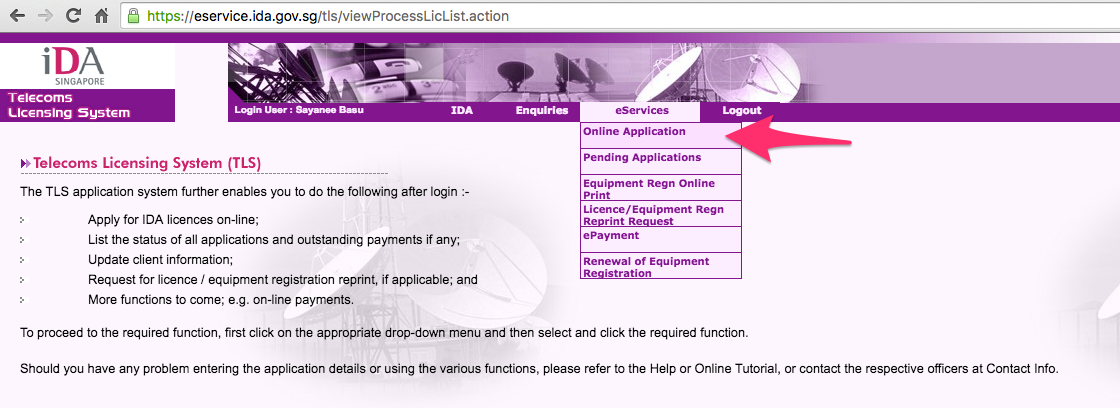 https://eservice.ida.gov.sg/tls/viewProcessLicList.action
iDA
SINGAPORE
Telecoms
Licensing System
Login User : Sayanee Basu
IDA
Enquiries
eServices
Logout
Online Application
Pending Applications
Equipment Regn Online
Print
Licence/Equipment Regn
Reprint Request
ePayment
Renewal of Equipment
Registration
Telecoms Licensing System (TLS)
The TLS application system further enables you to do the following after login :-
Apply for IDA licences on-line;
List the status of all applications and outstanding payments if any;
Update client information;
Request for licence / equipment registration reprint, if applicable; and
More functions to come; e.g. on-line payments.
To proceed to the required function, first click on the appropriate drop-down menu and then select and click the required function.
Should you have any problem entering the application details or using the various functions, please refer to the Help or Online Tutorial, or contact the respective officers at Contact Info.